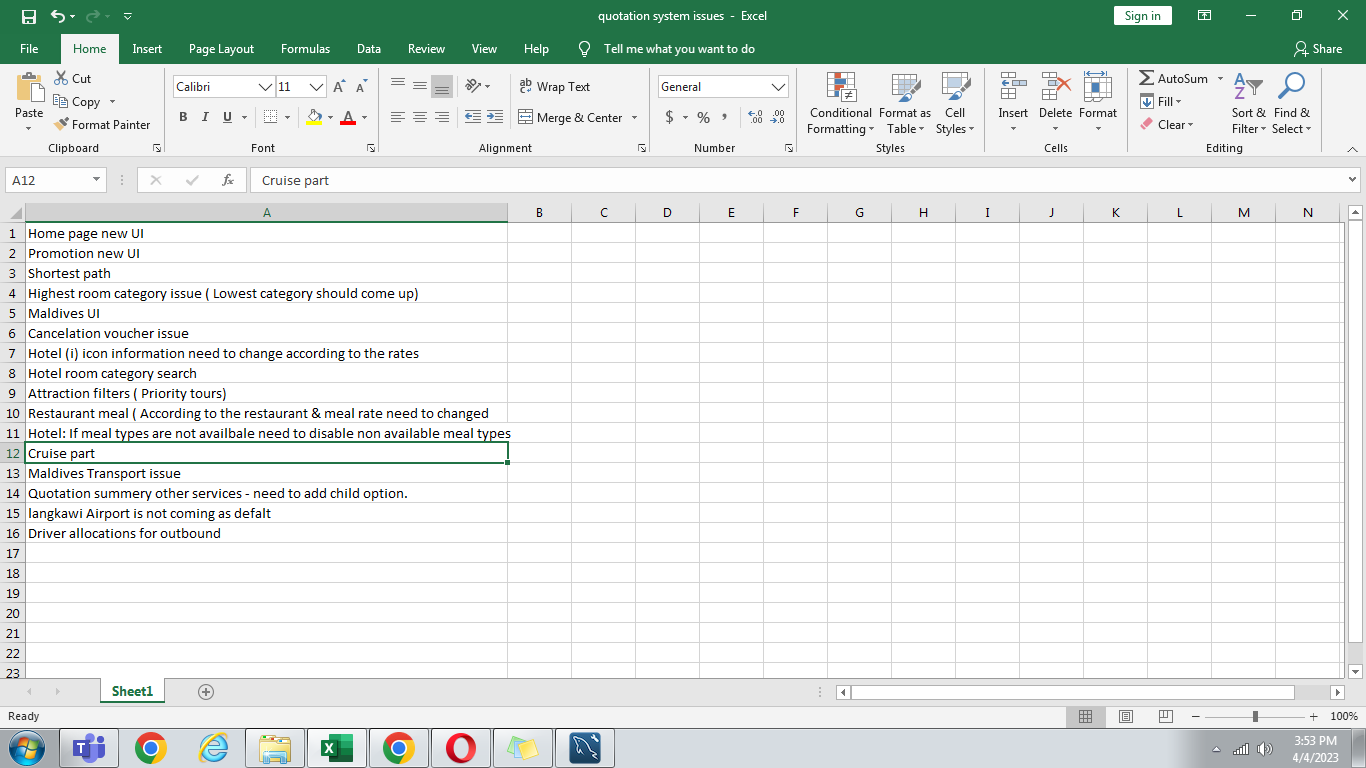 quotation system issues - Excel
Sign in
File Home Insert Page Layout Formulas Data Review View Help Tell me what you want to do Share
Paste
Cut
Copy
Format Painter
Clipboard
Calibri 11
B I U A
Font
Wrap Text
Merge & Center
Alignment
General
$ % ,
Number
Conditional Formatting
Format as Table
Cell Styles
Styles
Insert Delete Format
Cells
AutoSum
Fill
Clear
Sort & Filter
Find & Select
Editing
A12 fx Cruise part
A B C D E F G H I J K L M N
1 Home page new UI
2 Promotion new UI
3 Shortest path
4 Highest room category issue ( Lowest category should come up)
5 Maldives UI
6 Cancelation voucher issue
7 Hotel (i) icon information need to change according to the rates
8 Hotel room category search
9 Attraction filters ( Priority tours)
10 Restaurant meal ( According to the restaurant & meal rate need to changed
11 Hotel: If meal types are not availbale need to disable non available meal types
12 Cruise part
13 Maldives Transport issue
14 Quotation summery other services - need to add child option.
15 langkawi Airport is not coming as defalt
16 Driver allocations for outbound
17
18
19
20
21
22
23
Sheet1
Ready
100%
3:53 PM
4/4/2023